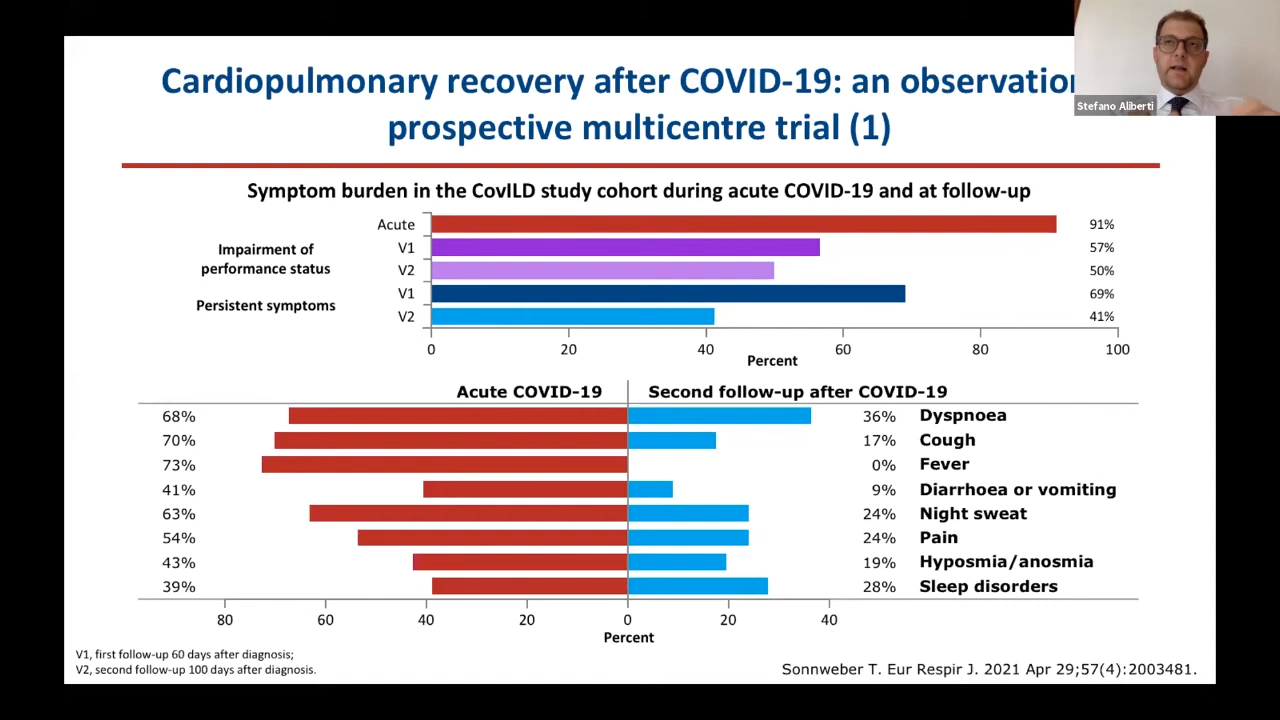 Cardiopulmonary recovery after COVID-19: an observation
prospective multicentre trial (1)
Stefano Aliberti
Symptom burden in the CovILD study cohort during acute COVID-19 and at follow-up
Acute 91%
Impairment of
performance status
V1 57%
V2 50%
Persistent symptoms
V1 69%
V2 41%
0 20 40 60 80 100
Percent
Acute COVID-19 Second follow-up after COVID-19
68% 36% Dyspnoea
70% 17% Cough
73% 0% Fever
41% 9% Diarrhoea or vomiting
63% 24% Night sweat
54% 24% Pain
43% 19% Hyposmia/anosmia
39% 28% Sleep disorders
80 60 40 20 0 20 40
Percent
V1, first follow-up 60 days after diagnosis;
V2, second follow-up 100 days after diagnosis.
Sonnweber T. Eur Respir J. 2021 Apr 29;57(4):2003481.